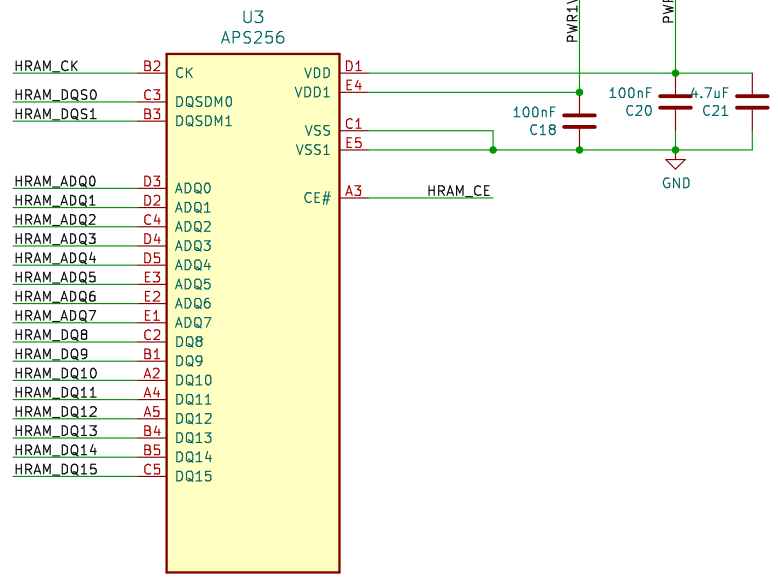 U3
APS256
PWR1
PWR
HRAM_CK B2 CK VDD D1
VDD1 E4
HRAM_DQS0 C3 DQSDM0
HRAM_DQS1 B3 DQSDM1
100nF
C18
100nF
C20
4.7uF
C21
VSS C1
VSS1 E5
GND
CE# A3 HRAM_CE
HRAM_ADQ0 D3 ADQ0
HRAM_ADQ1 D2 ADQ1
HRAM_ADQ2 C4 ADQ2
HRAM_ADQ3 D4 ADQ3
HRAM_ADQ4 D5 ADQ4
HRAM_ADQ5 E3 ADQ5
HRAM_ADQ6 E2 ADQ6
HRAM_ADQ7 E1 ADQ7
HRAM_DQ8 C2 DQ8
HRAM_DQ9 B1 DQ9
HRAM_DQ10 A2 DQ10
HRAM_DQ11 A4 DQ11
HRAM_DQ12 A5 DQ12
HRAM_DQ13 B4 DQ13
HRAM_DQ14 B5 DQ14
HRAM_DQ15 C5 DQ15